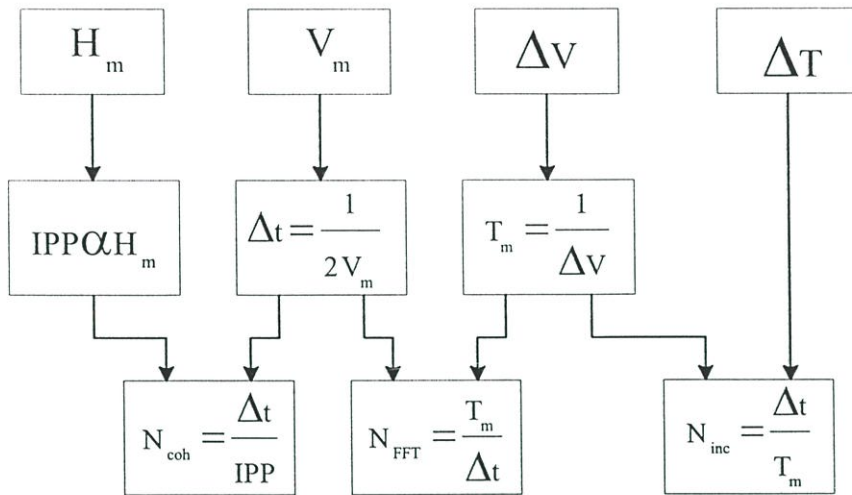 H_m
V_m
ΔV
ΔT
IPPαH_m
Δt = 1/2V_m
T_m = 1/ΔV
N_coh = Δt/IPP
N_FFT = T_m/Δt
N_inc = Δt/T_m